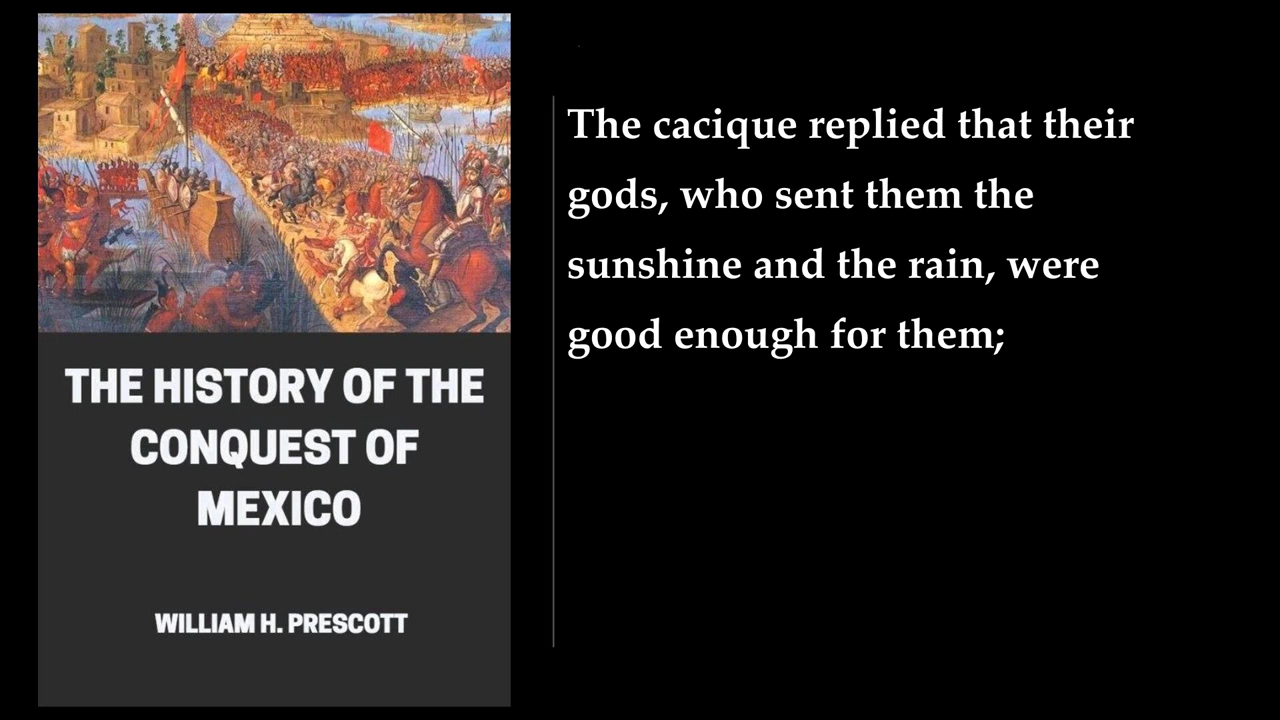 THE HISTORY OF THE
CONQUEST OF
MEXICO
WILLIAM H. PRESCOTT
The cacique replied that their
gods, who sent them the
sunshine and the rain, were
good enough for them;